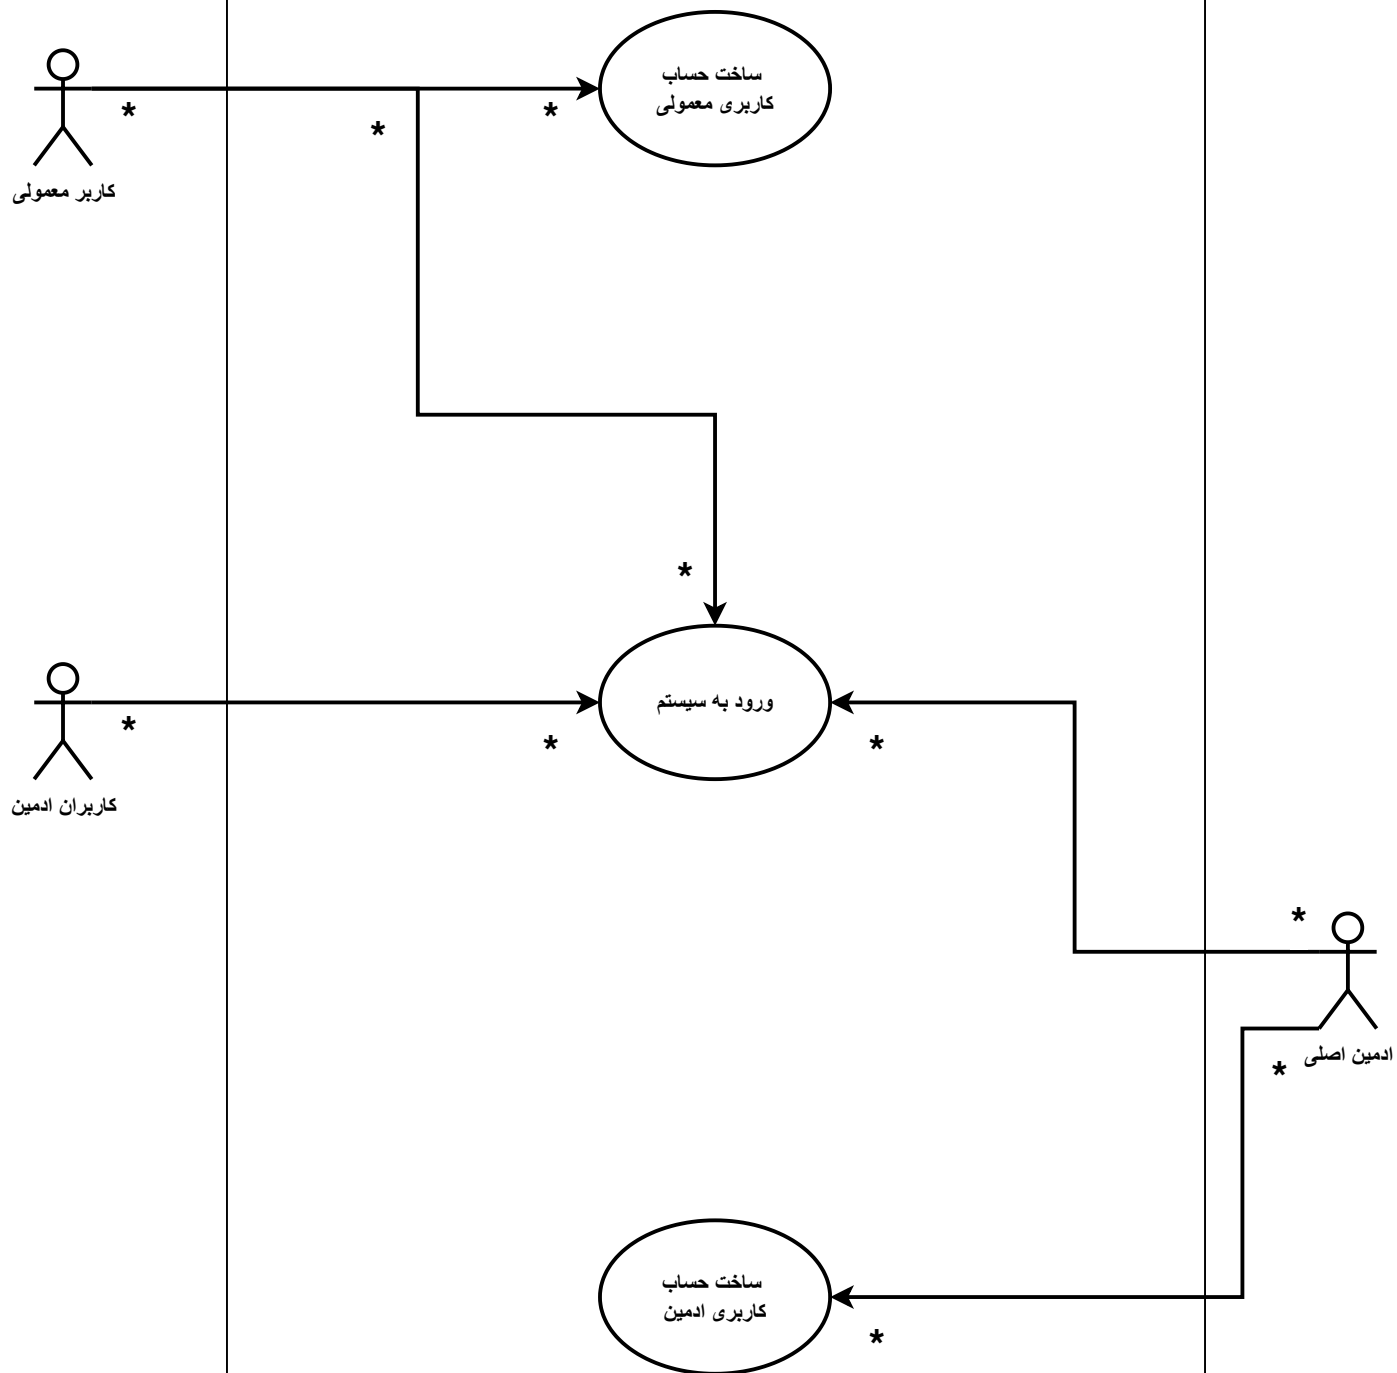 ساخت حساب
کاربری معمولی
*
*
*
کاربر معمولی
*
ورود به سیستم
*
*
*
کاربران ادمین
*
ادمین اصلی
*
ساخت حساب
کاربری ادمین
*